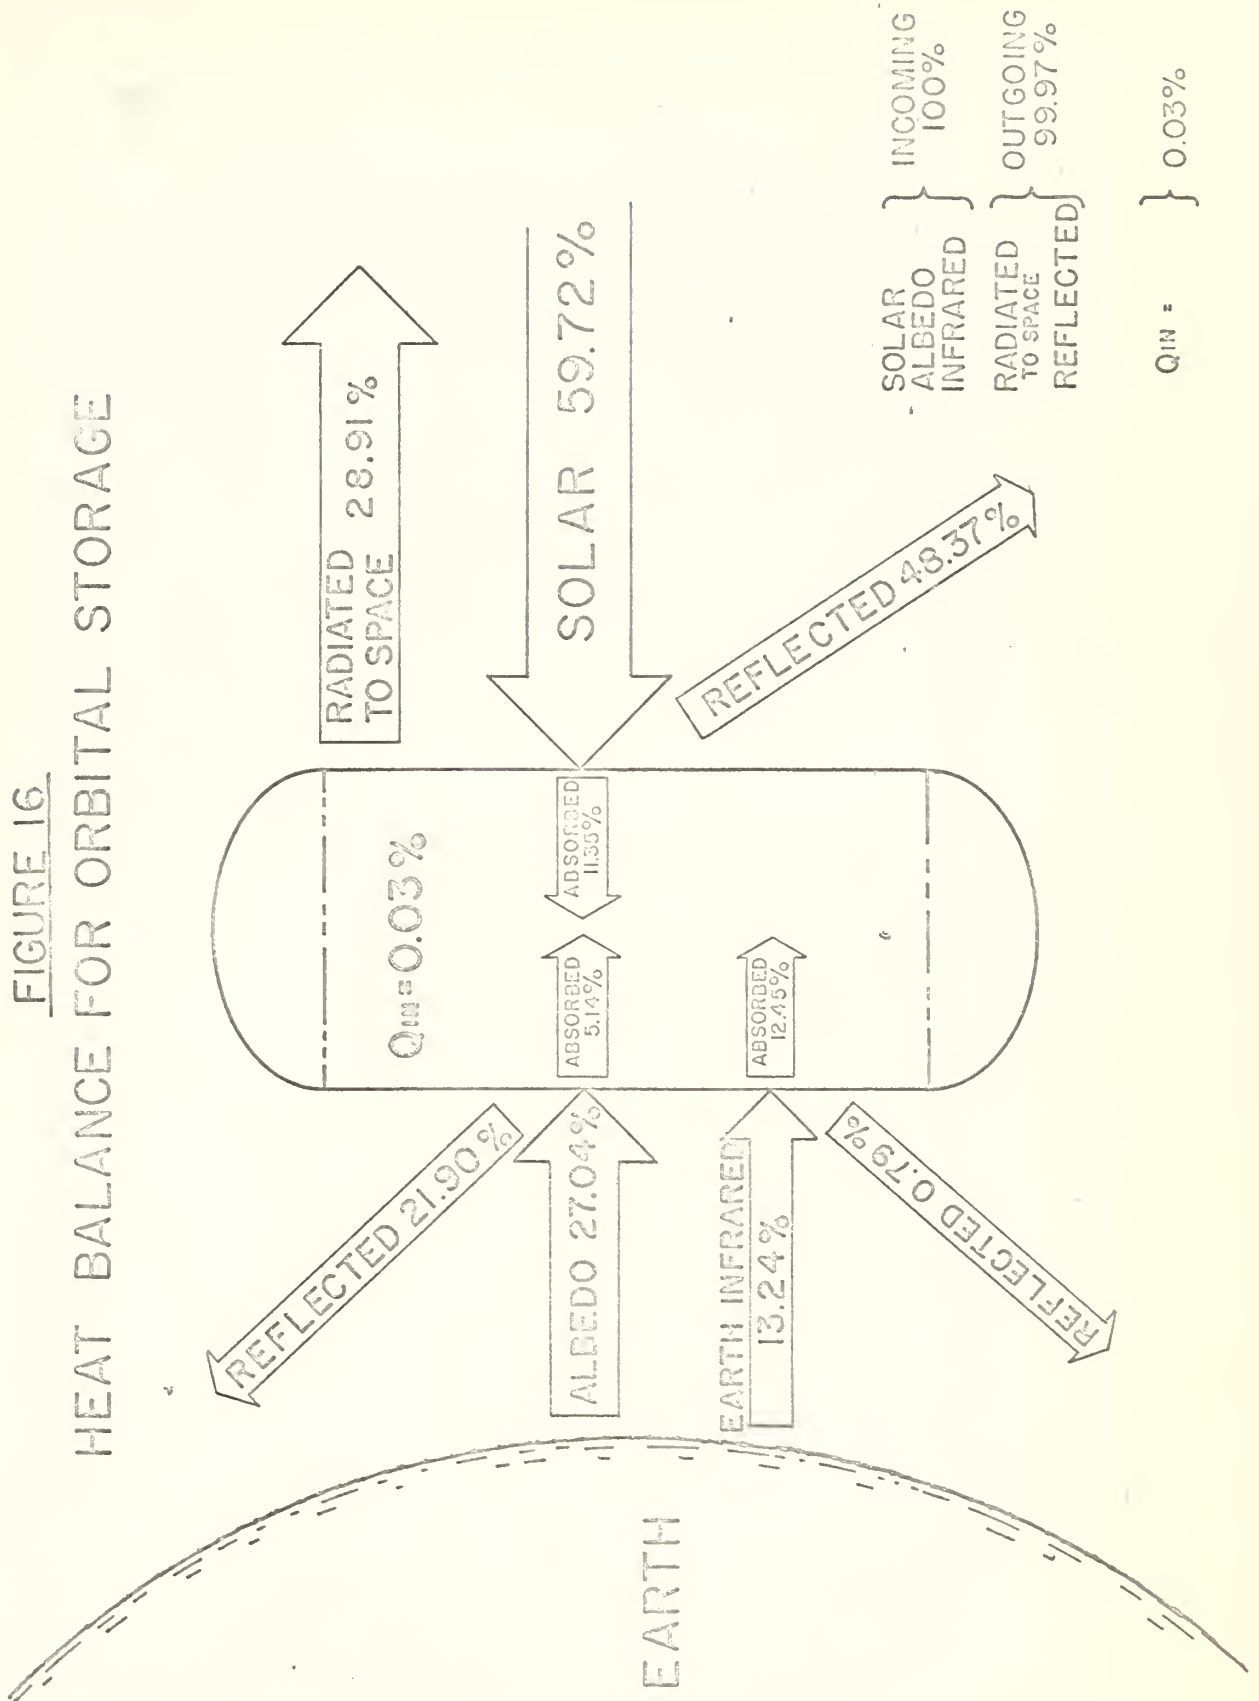 FIGURE 16
HEAT BALANCE FOR ORBITAL STORAGE
RADIATED
TO SPACE 28.91%
SOLAR 59.72%
REFLECTED 48.37%
QIN=0.03%
ABSORBED
11.35%
ABSORBED
5.14%
ABSORBED
12.45%
REFLECTED 21.90%
ALBEDO 27.04%
EARTH INFRARED
13.24%
REFLECTED 0.79%
EARTH
SOLAR
ALBEDO
INFRARED
} INCOMING
100%
RADIATED
TO SPACE
REFLECTED
} OUTGOING
99.97%
QIN = } 0.03%